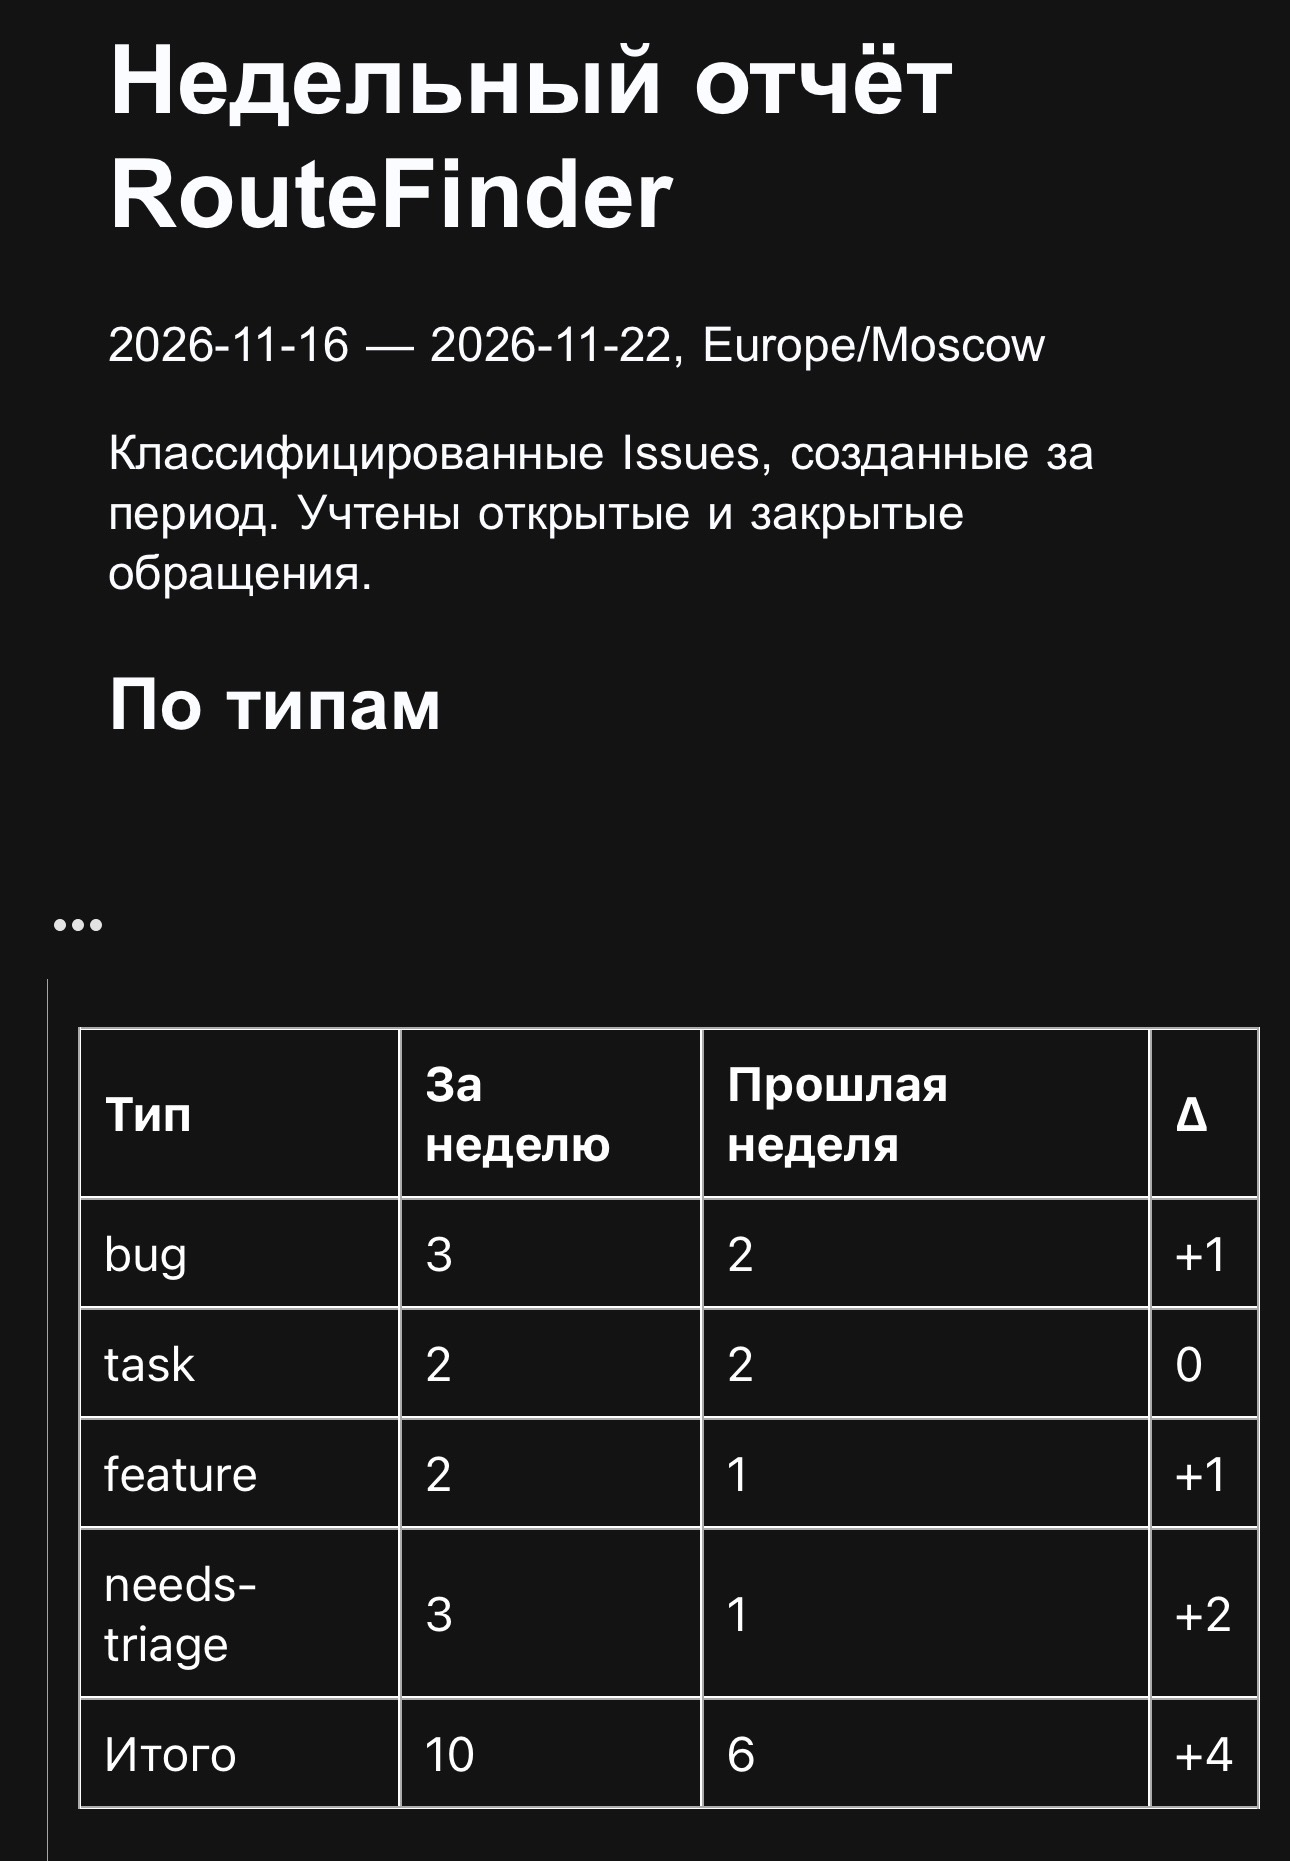 Недельный отчёт
RouteFinder
2026-11-16 — 2026-11-22, Europe/Moscow
Классифицированные Issues, созданные за
период. Учтены открытые и закрытые
обращения.
По типам
•••
Тип | За неделю | Прошлая неделя | Δ
bug | 3 | 2 | +1
task | 2 | 2 | 0
feature | 2 | 1 | +1
needs-triage | 3 | 1 | +2
Итого | 10 | 6 | +4